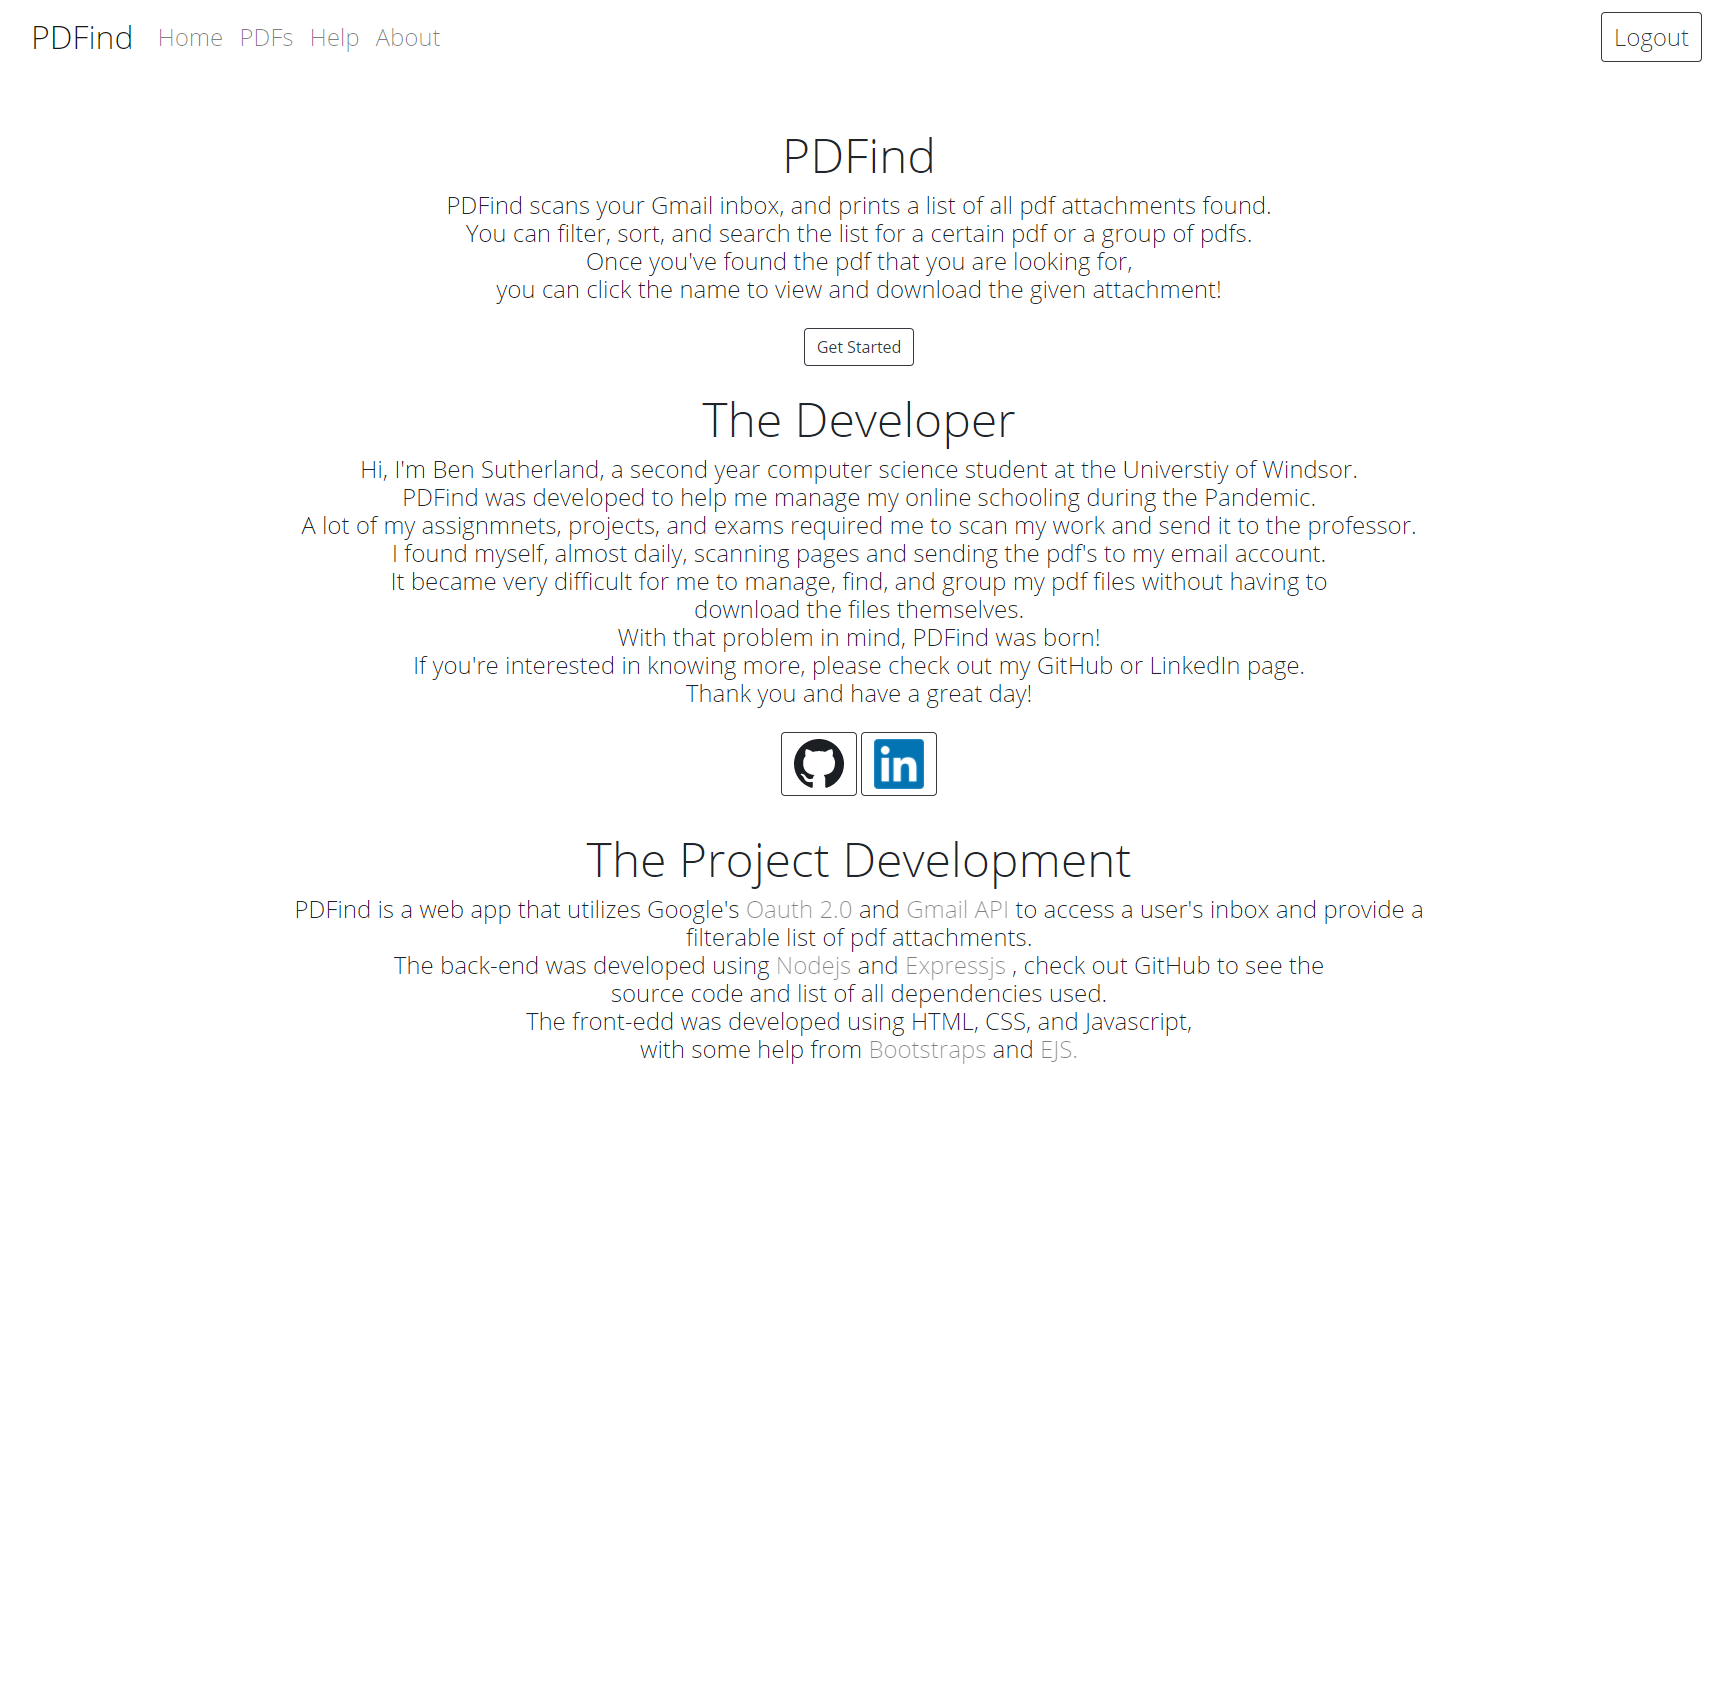 PDFind Home PDFs Help About Logout
PDFind
PDFind scans your Gmail inbox, and prints a list of all pdf attachments found.
You can filter, sort, and search the list for a certain pdf or a group of pdfs.
Once you've found the pdf that you are looking for,
you can click the name to view and download the given attachment!
Get Started
The Developer
Hi, I'm Ben Sutherland, a second year computer science student at the Universtiy of Windsor.
PDFind was developed to help me manage my online schooling during the Pandemic.
A lot of my assignmnets, projects, and exams required me to scan my work and send it to the professor.
I found myself, almost daily, scanning pages and sending the pdf's to my email account.
It became very difficult for me to manage, find, and group my pdf files without having to
download the files themselves.
With that problem in mind, PDFind was born!
If you're interested in knowing more, please check out my GitHub or LinkedIn page.
Thank you and have a great day!
in
The Project Development
PDFind is a web app that utilizes Google's Oauth 2.0 and Gmail API to access a user's inbox and provide a
filterable list of pdf attachments.
The back-end was developed using Nodejs and Expressjs , check out GitHub to see the
source code and list of all dependencies used.
The front-edd was developed using HTML, CSS, and Javascript,
with some help from Bootstraps and EJS.